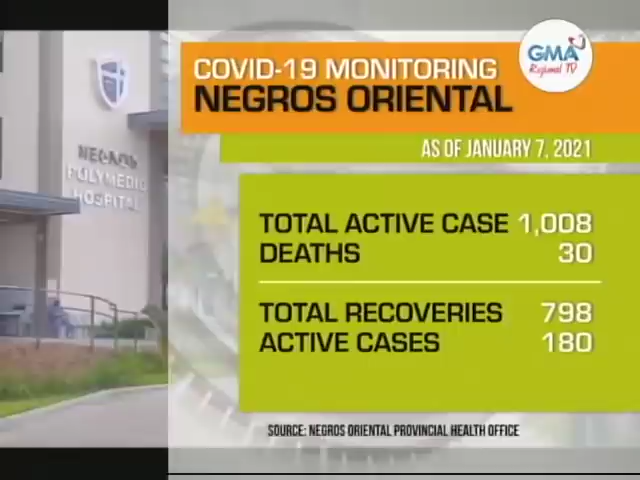 GMA
Regional TV
COVID-19 MONITORING
NEGROS ORIENTAL
AS OF JANUARY 7, 2021
NEGROS
POLYMEDIC
HOSPITAL
TOTAL ACTIVE CASE 1,008
DEATHS 30
TOTAL RECOVERIES 798
ACTIVE CASES 180
SOURCE: NEGROS ORIENTAL PROVINCIAL HEALTH OFFICE